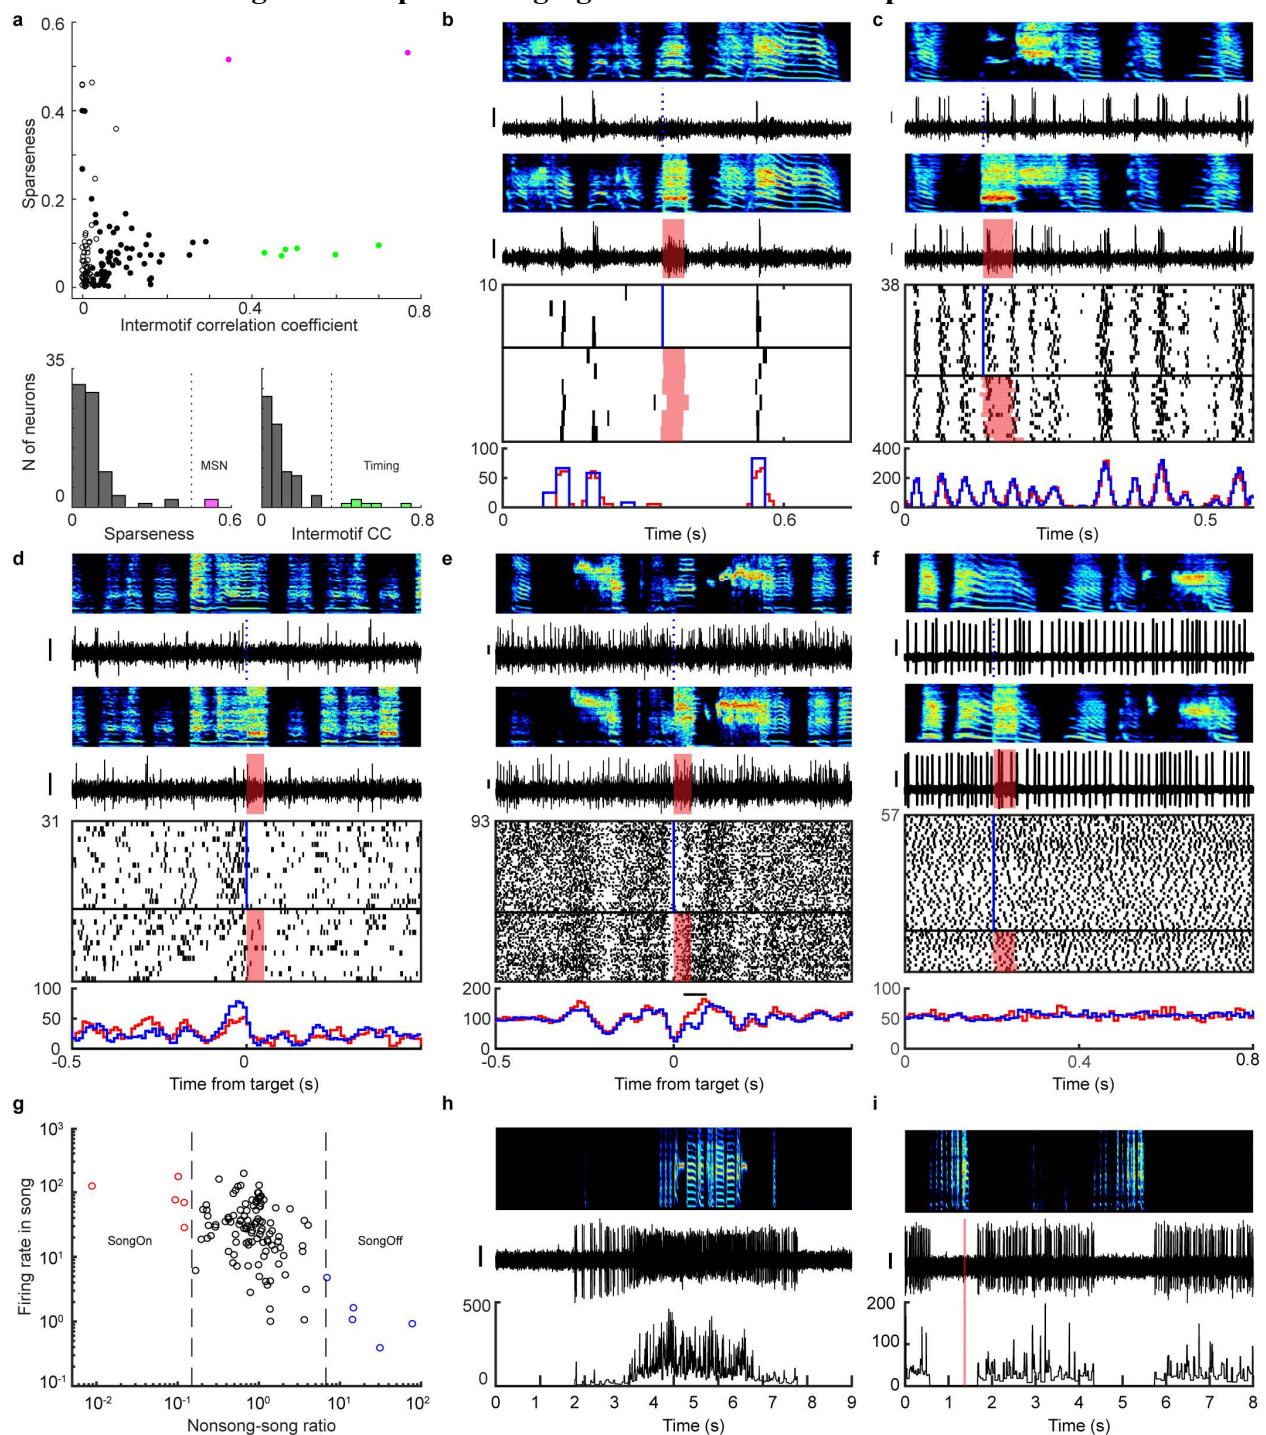 a
0.6
0.4
0.2
0
Sparseness
0
0.4
0.8
Intermotif correlation coefficient
35
0
N of neurons
MSN
0.6
Sparseness
Timing
0
0.8
Intermotif CC
b
10
100
50
0
0
0.6
Time (s)
c
38
400
200
0
0
0.5
Time (s)
d
31
100
50
0
-0.5
0
Time from target (s)
e
93
200
100
0
-0.5
0
Time from target (s)
f
57
100
50
0
0
0.4
0.8
Time (s)
g
10³
10²
10¹
10⁰
10⁻¹
Firing rate in song
SongOn
SongOff
10⁻²
10⁻¹
10⁰
10¹
10²
Nonsong-song ratio
h
500
0
0 1 2 3 4 5 6 7 8 9
Time (s)
i
200
100
0
0 1 2 3 4 5 6 7 8
Time (s)